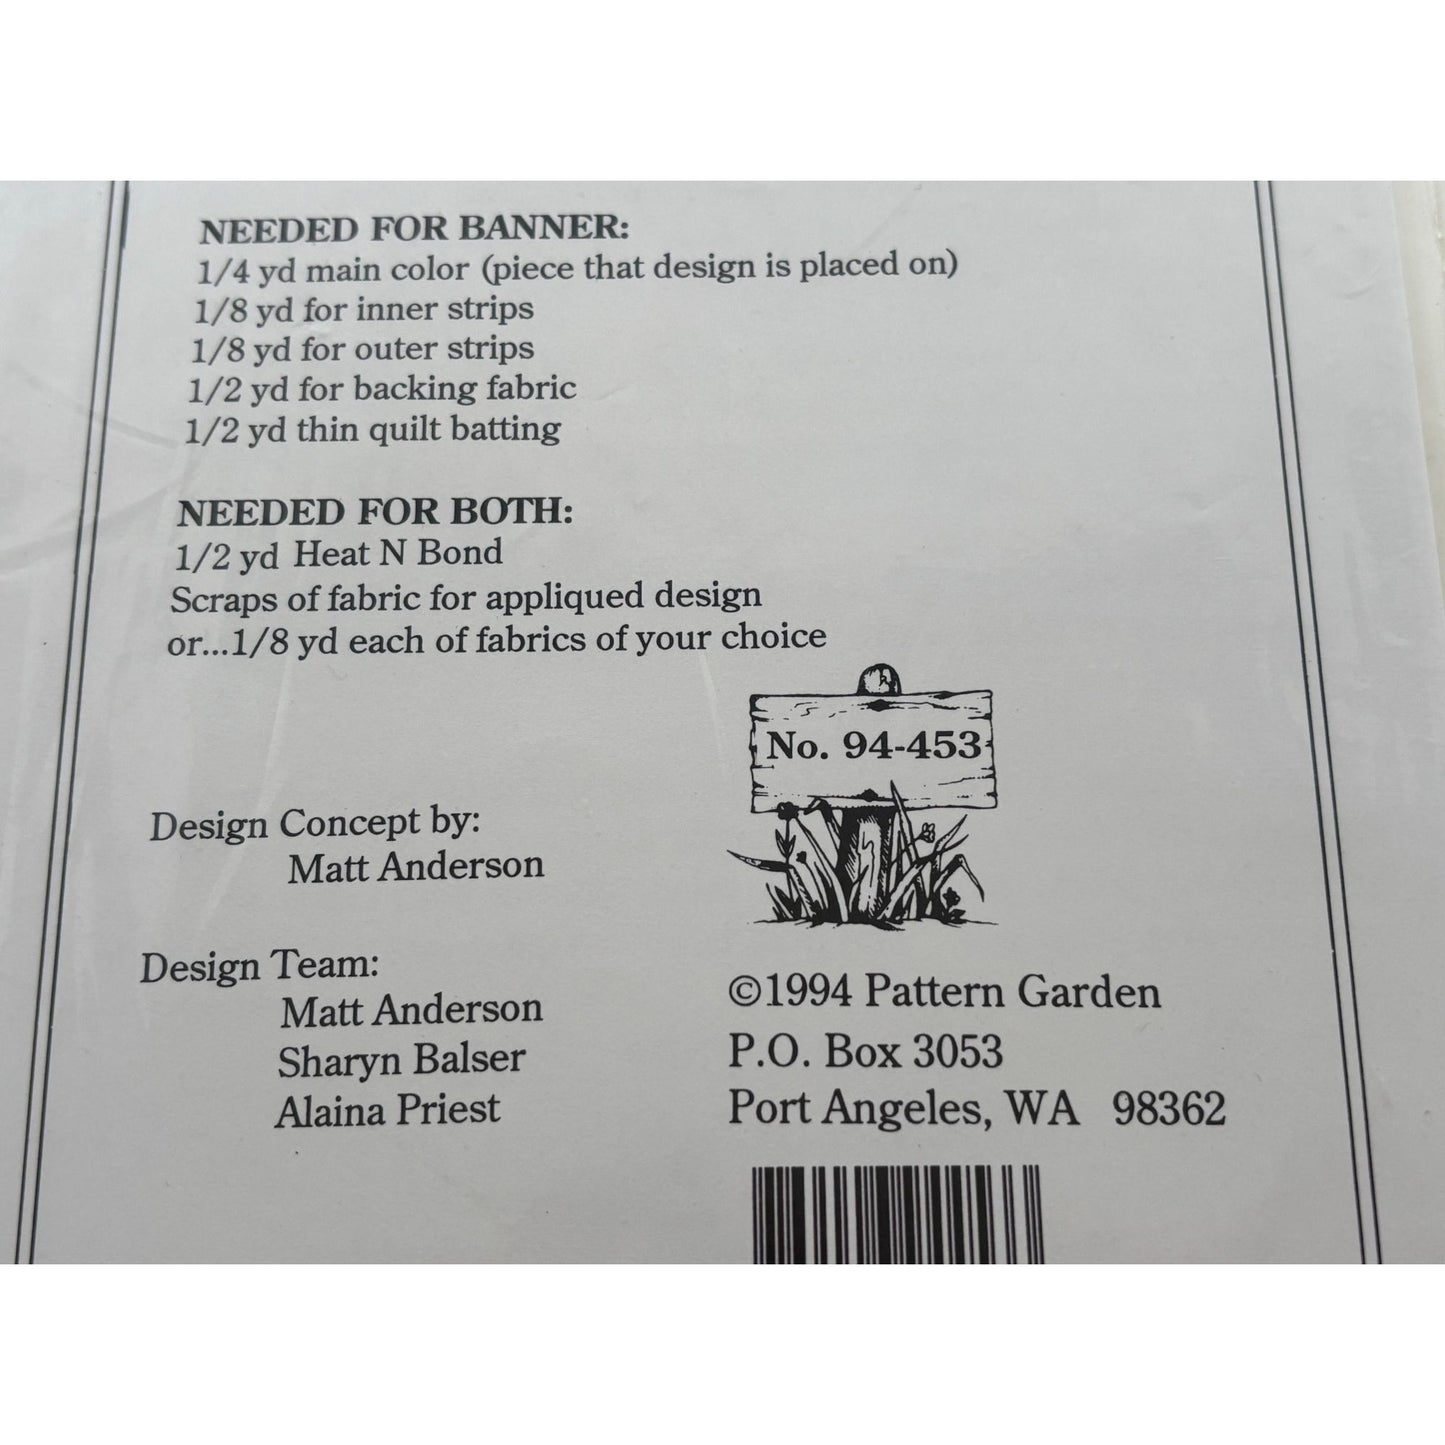 NEEDED FOR BANNER:
1/4 yd main color (piece that design is placed on)
1/8 yd for inner strips
1/8 yd for outer strips
1/2 yd for backing fabric
1/2 yd thin quilt batting
NEEDED FOR BOTH:
1/2 yd Heat N Bond
Scraps of fabric for appliqued design
or...1/8 yd each of fabrics of your choice
No. 94-453
Design Concept by:
Matt Anderson
Design Team:
Matt Anderson
Sharyn Balser
Alaina Priest
©1994 Pattern Garden
P.O. Box 3053
Port Angeles, WA 98362